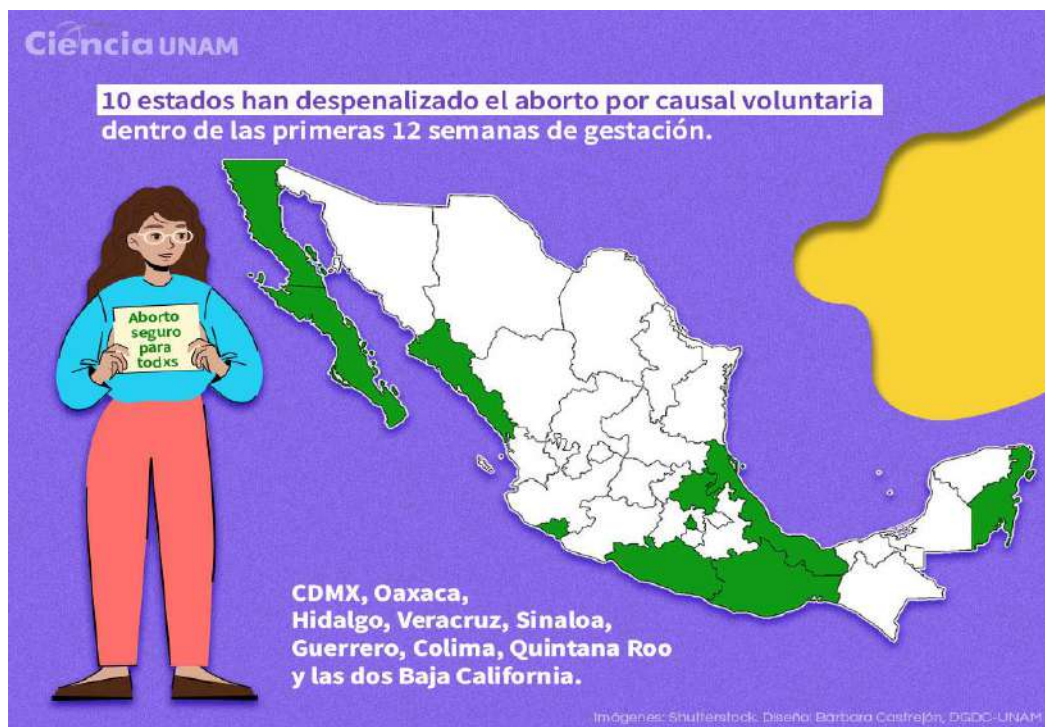 Ciencia UNAM
10 estados han despenalizado el aborto por causal voluntaria
dentro de las primeras 12 semanas de gestación.
Aborto
seguro
para
todxs
CDMX, Oaxaca,
Hidalgo, Veracruz, Sinaloa,
Guerrero, Colima, Quintana Roo
y las dos Baja California.
Imágenes: Shutterstock. Diseño: Bárbara Castrejón, DGDC-UNAM